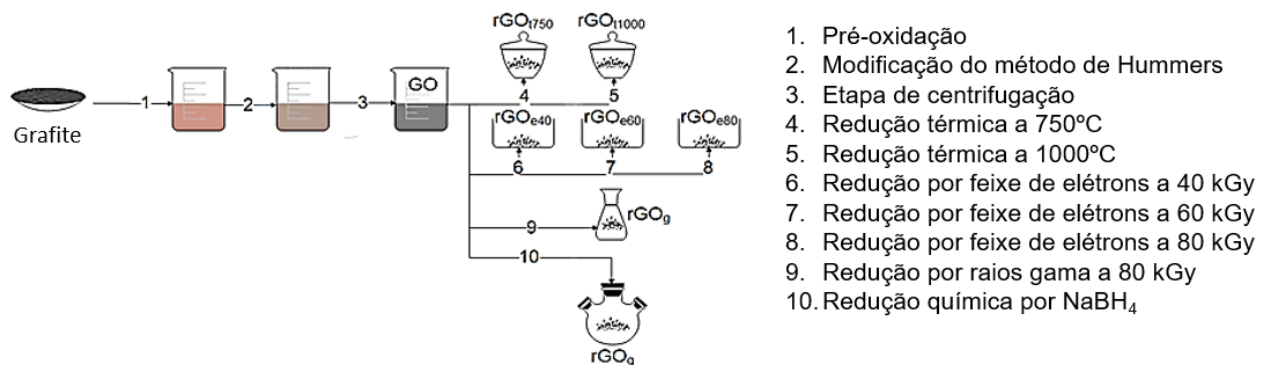 rGOt750 rGOt1000
GO
1 2 3 4 5
Grafite
rGOe40 rGOe60 rGOe80
6 7 8
9 rGOg
10
rGOq
1. Pré-oxidação
2. Modificação do método de Hummers
3. Etapa de centrifugação
4. Redução térmica a 750ºC
5. Redução térmica a 1000ºC
6. Redução por feixe de elétrons a 40 kGy
7. Redução por feixe de elétrons a 60 kGy
8. Redução por feixe de elétrons a 80 kGy
9. Redução por raios gama a 80 kGy
10. Redução química por NaBH₄